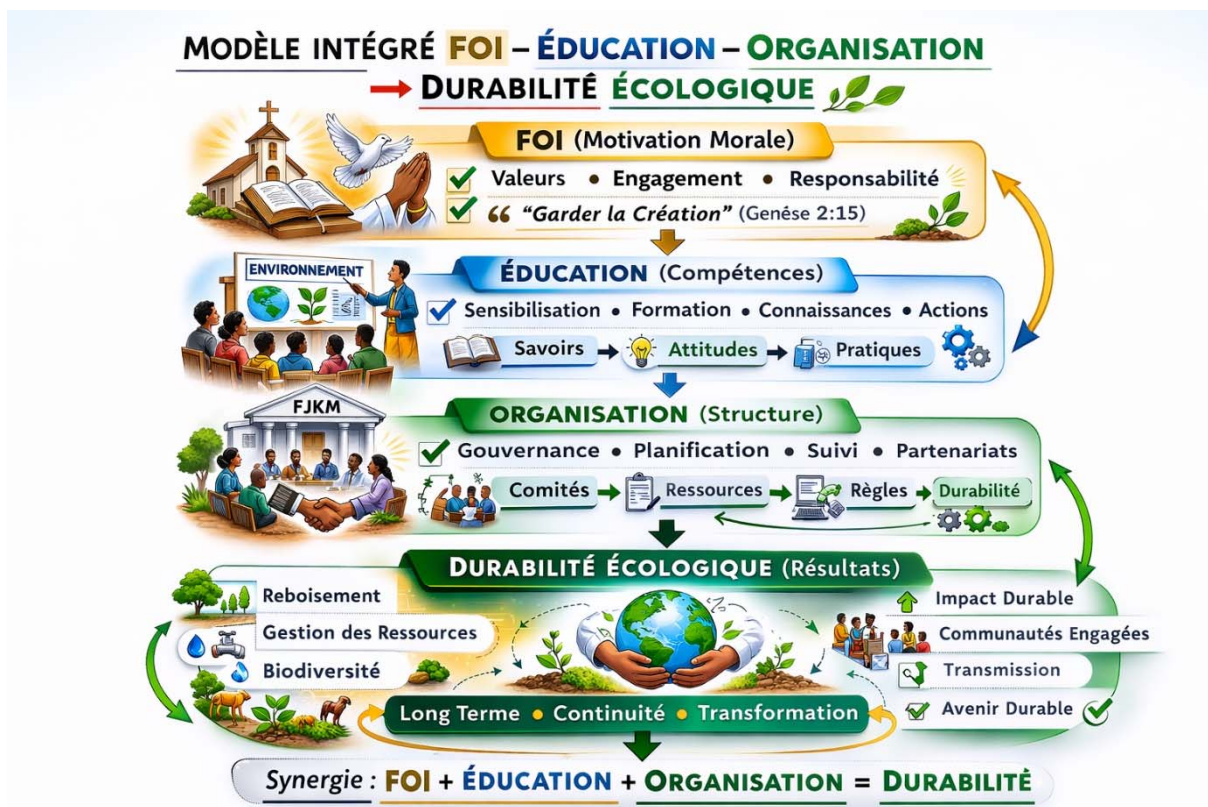 MODÈLE INTÉGRÉ FOI – ÉDUCATION – ORGANISATION
→ DURABILITÉ ÉCOLOGIQUE
FOI (Motivation Morale)
Valeurs • Engagement • Responsabilité
“ “Garder la Création” (Genèse 2:15)
ENVIRONNEMENT
ÉDUCATION (Compétences)
Sensibilisation • Formation • Connaissances • Actions
Savoirs → Attitudes → Pratiques
FJKM
ORGANISATION (Structure)
Gouvernance • Planification • Suivi • Partenariats
Comités → Ressources → Règles → Durabilité
DURABILITÉ ÉCOLOGIQUE (Résultats)
Reboisement
Gestion des Ressources
Biodiversité
Impact Durable
Communautés Engagées
Transmission
Avenir Durable
Long Terme • Continuité • Transformation
Synergie : FOI + ÉDUCATION + ORGANISATION = DURABILITÉ